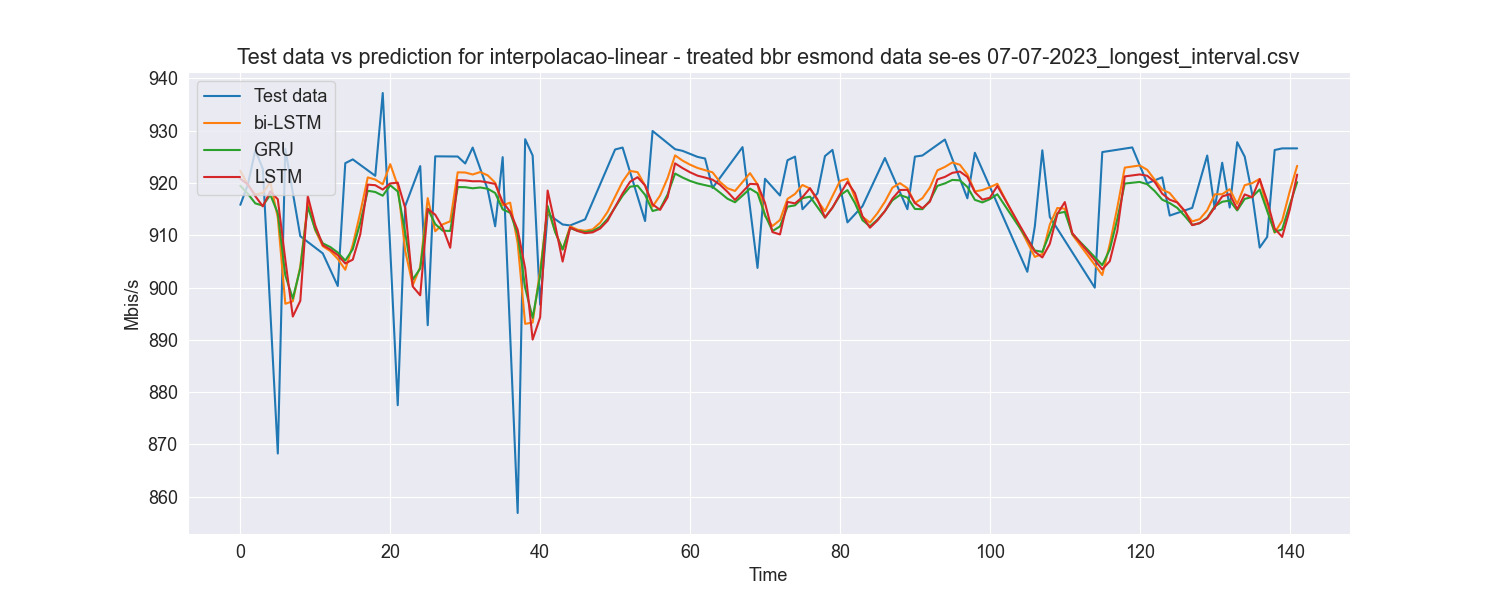 Test data vs prediction for interpolacao-linear - treated bbr esmond data se-es 07-07-2023_longest_interval.csv
940
930
920
910
900
890
880
870
860
Mbis/s
Test data
bi-LSTM
GRU
LSTM
0 20 40 60 80 100 120 140
Time